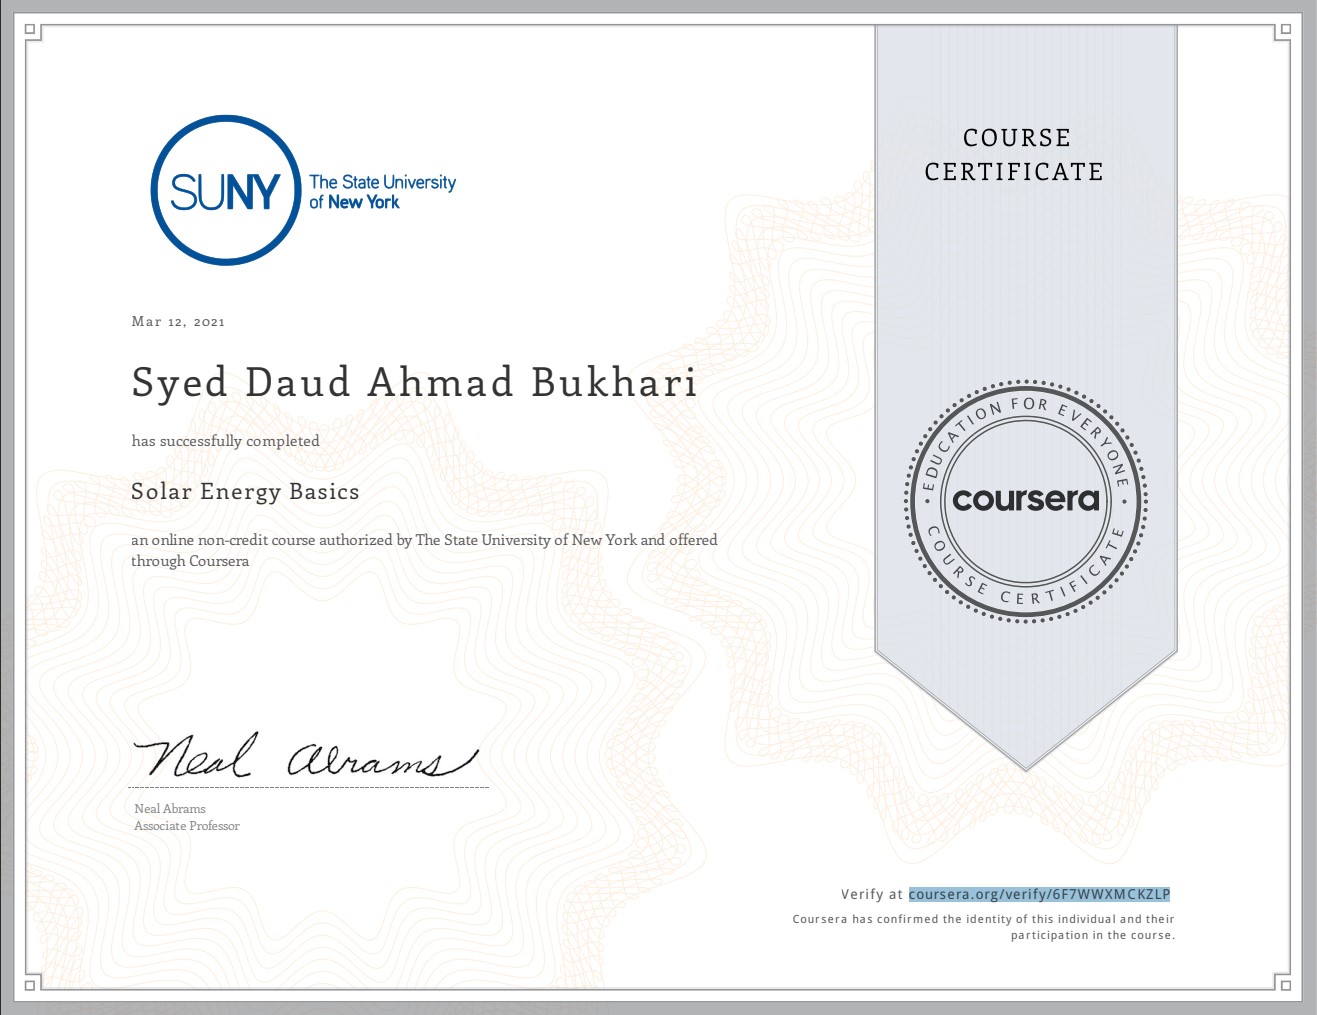 SUNY
The State University
of New York
COURSE
CERTIFICATE
Mar 12, 2021
Syed Daud Ahmad Bukhari
has successfully completed
Solar Energy Basics
an online non-credit course authorized by The State University of New York and offered
through Coursera
EDUCATION FOR EVERYONE
coursera
COURSE CERTIFICATE
Neal Abrams
Neal Abrams
Associate Professor
Verify at coursera.org/verify/6F7WWXMCKZLP
Coursera has confirmed the identity of this individual and their
participation in the course.